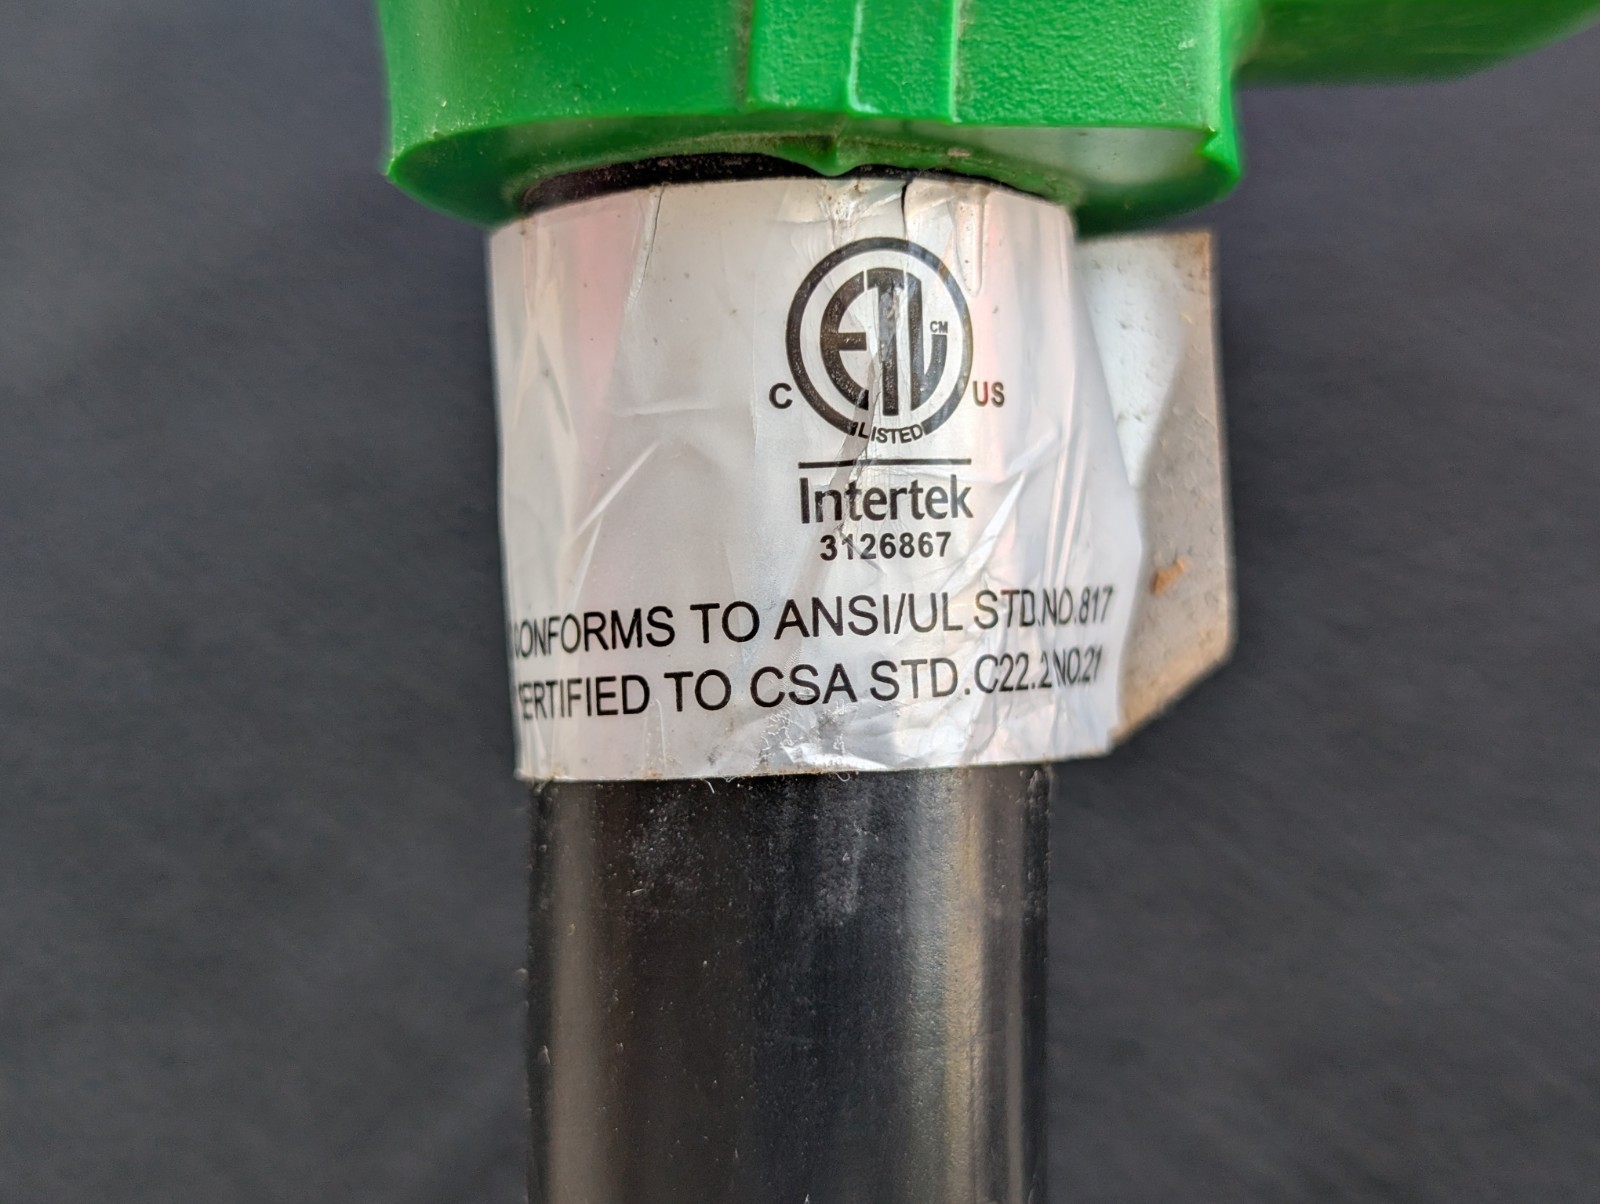 ETL CM
C US
LISTED
Intertek
3126867
CONFORMS TO ANSI/UL STD.NO.817
CERTIFIED TO CSA STD.C22.2NO.21